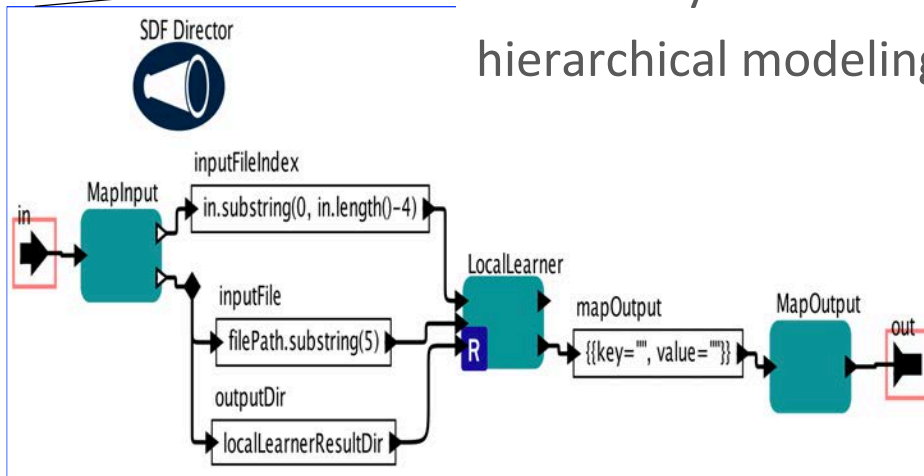 hierarchical modeling
SDF Director
inputFileIndex
MapInput
in.substring(0, in.length()-4)
in
LocalLearner
inputFile
mapOutput
MapOutput
filePath.substring(5)
{{key="", value=""}}
out
R
outputDir
localLearnerResultDir